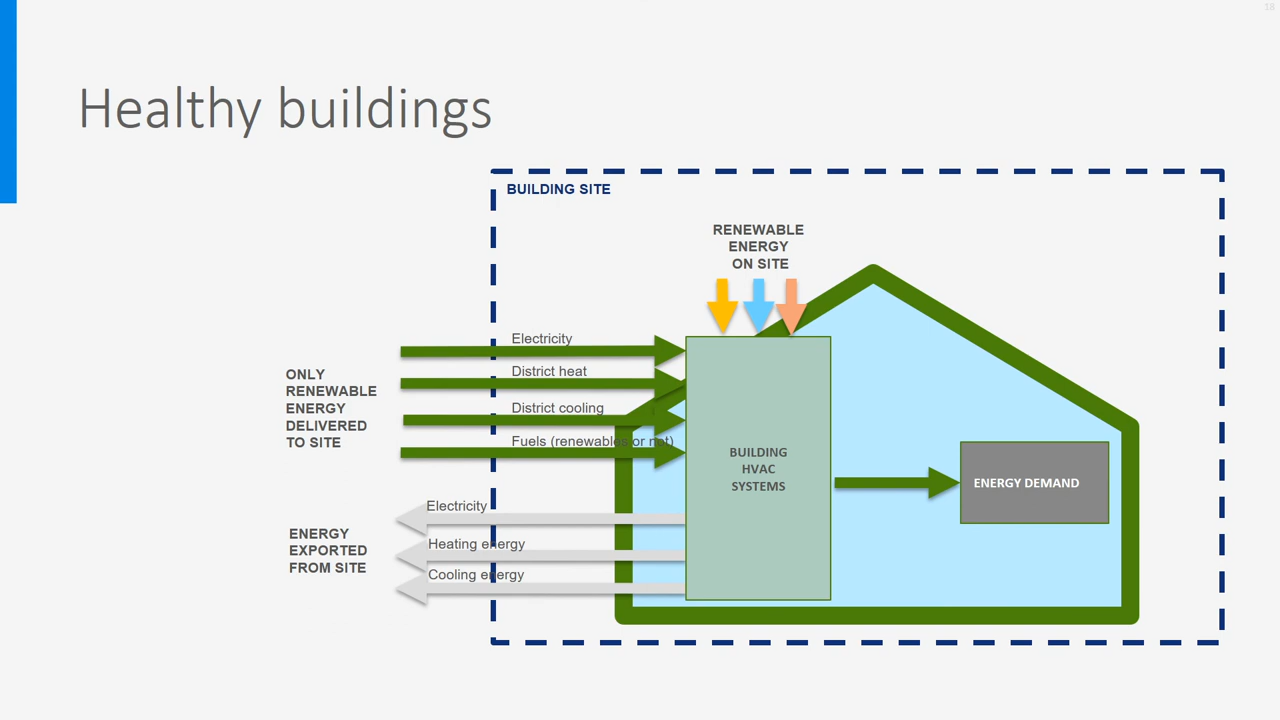 18
Healthy buildings
BUILDING SITE
RENEWABLE
ENERGY
ON SITE
Electricity
District heat
District cooling
Fuels (renewables or not)
ONLY
RENEWABLE
ENERGY
DELIVERED
TO SITE
BUILDING
HVAC
SYSTEMS
ENERGY DEMAND
Electricity
Heating energy
Cooling energy
ENERGY
EXPORTED
FROM SITE